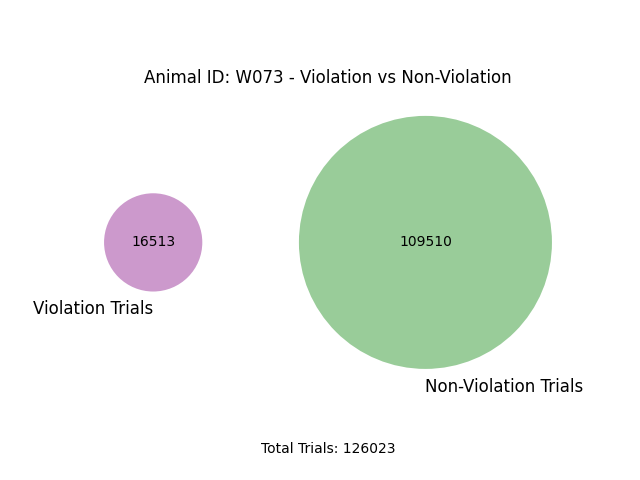 Animal ID: W073 - Violation vs Non-Violation
16513
109510
Violation Trials
Non-Violation Trials
Total Trials: 126023